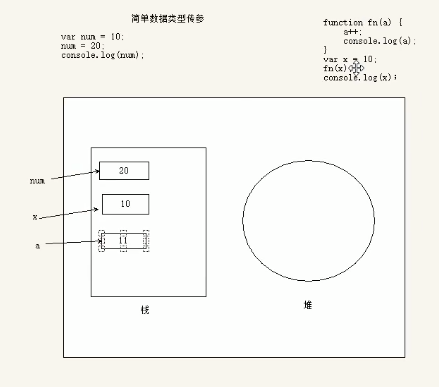 简单数据类型传参
var num = 10;
num = 20;
console.log(num);
function fn(a) {
a++;
console.log(a);
}
var x = 10;
fn(x)
console.log(x);
num
20
x
10
a
11
栈
堆